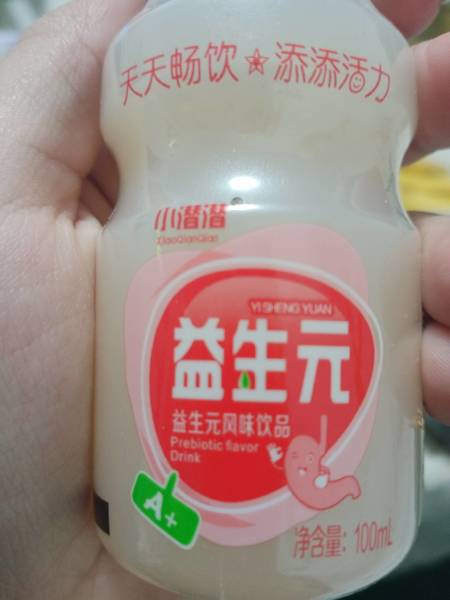 天天畅饮☆添添活力
小潜潜
XiaoQianQian
YI SHENG YUAN
益生元
益生元风味饮品
Prebiotic flavor
Drink
A+
净含量: 100mL